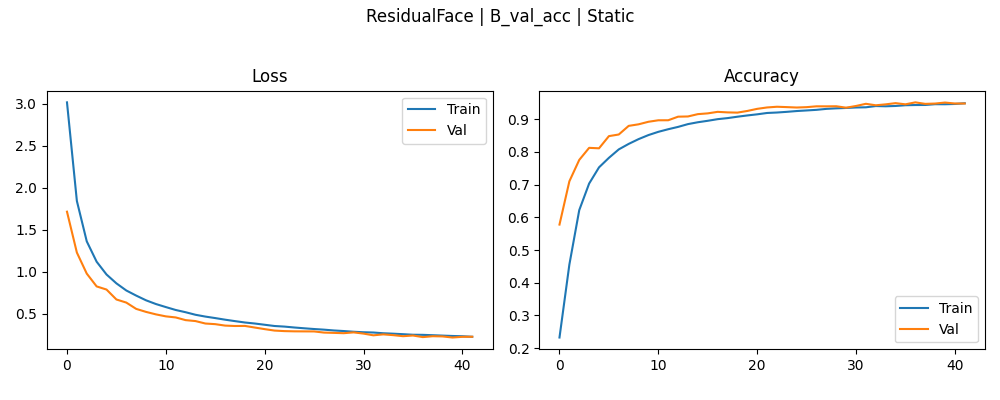 ResidualFace | B_val_acc | Static
Loss
3.0
2.5
2.0
1.5
1.0
0.5
0 10 20 30 40
Train
Val
Accuracy
0.9
0.8
0.7
0.6
0.5
0.4
0.3
0.2
0 10 20 30 40
Train
Val